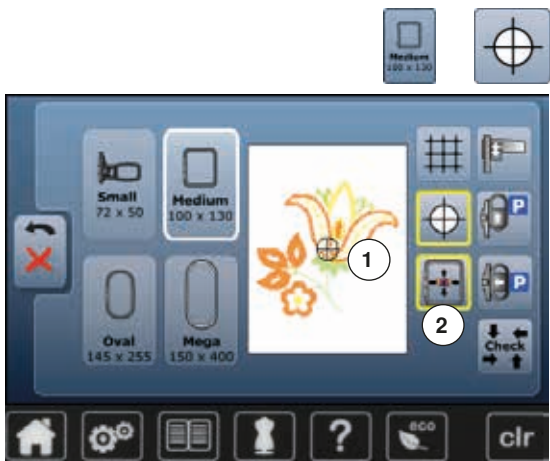 Medium
100 x 130
Small
72 x 50
Medium
100 x 130
P
1
P
2
Oval
145 x 255
Mega
150 x 400
Check
?
eco
clr